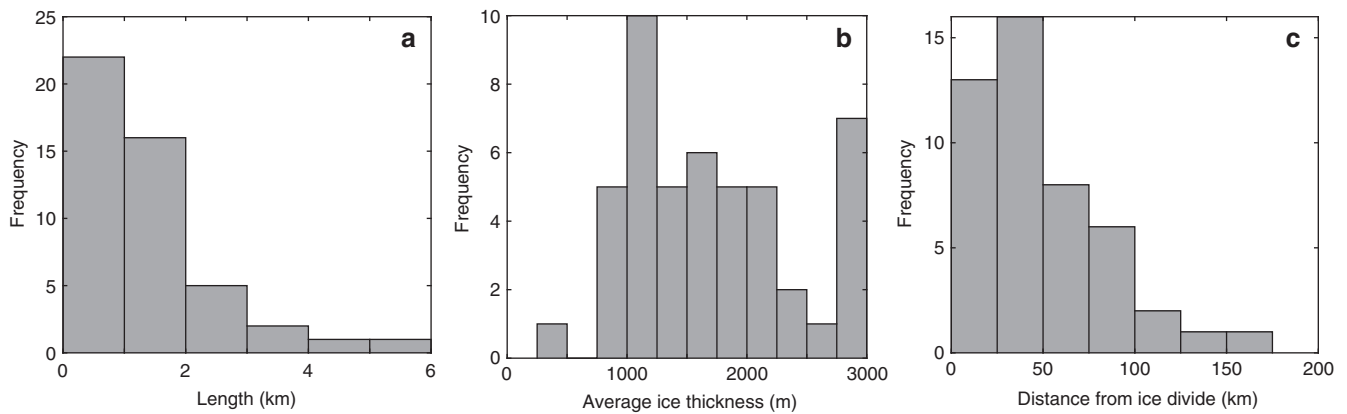 a
25
20
15
10
5
0
Frequency
0 2 4 6
Length (km)
b
10
8
6
4
2
0
Frequency
0 1000 2000 3000
Average ice thickness (m)
c
15
10
5
0
Frequency
0 50 100 150 200
Distance from ice divide (km)